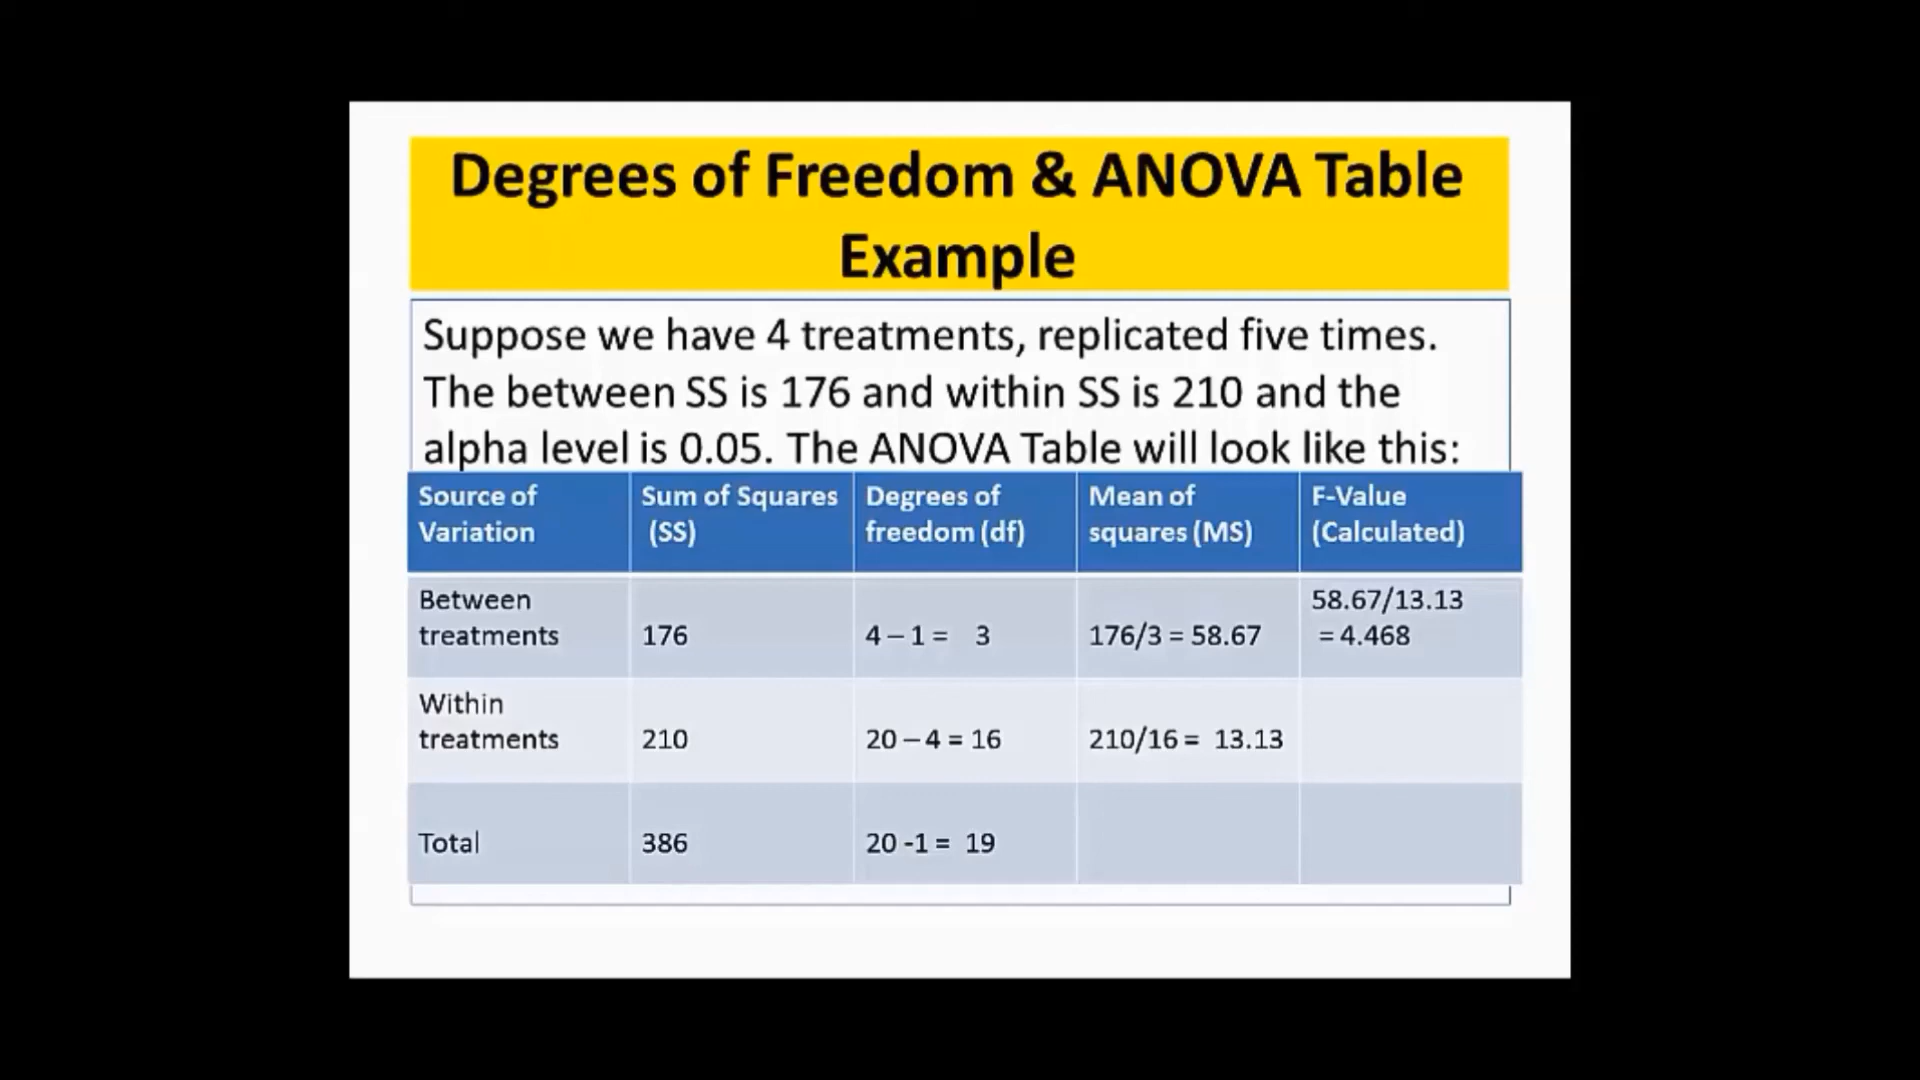 Degrees of Freedom & ANOVA Table
Example
Suppose we have 4 treatments, replicated five times.
The between SS is 176 and within SS is 210 and the
alpha level is 0.05. The ANOVA Table will look like this:
Source of Variation
Sum of Squares (SS)
Degrees of freedom (df)
Mean of squares (MS)
F-Value (Calculated)
Between treatments
176
4 – 1 = 3
176/3 = 58.67
58.67/13.13 = 4.468
Within treatments
210
20 – 4 = 16
210/16 = 13.13
Total
386
20 -1 = 19